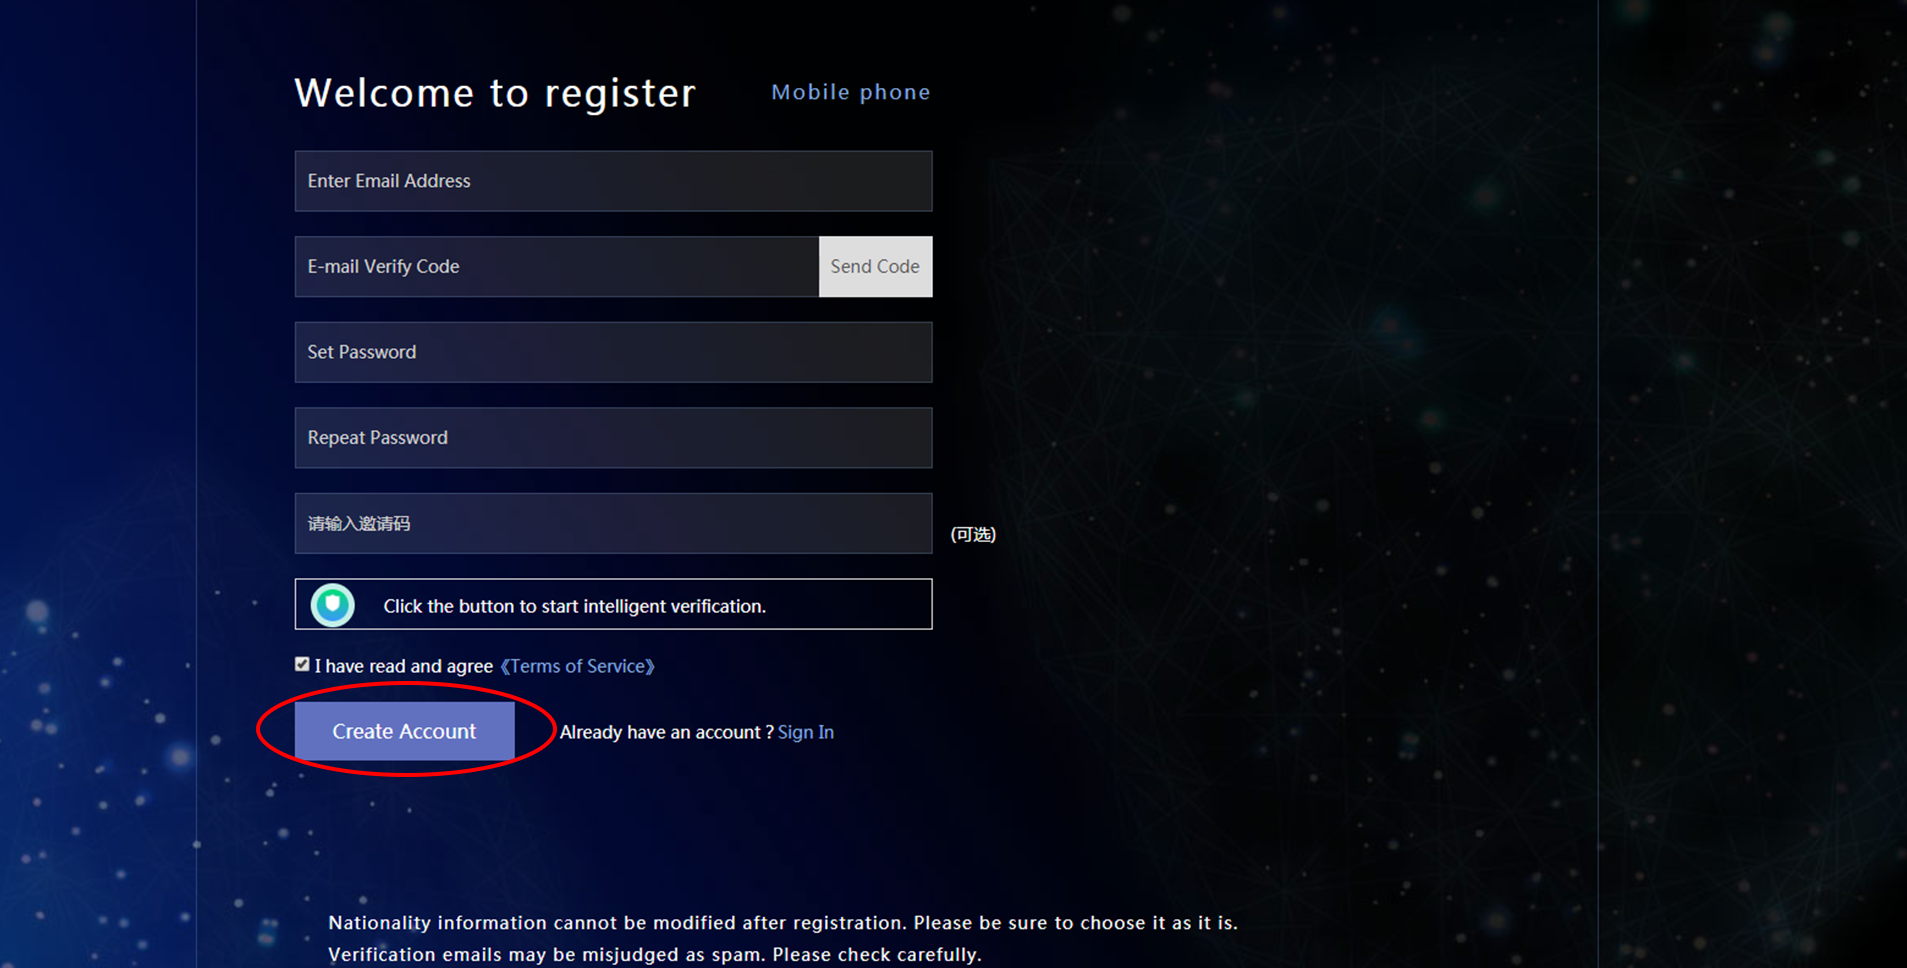 Welcome to register
Mobile phone
Enter Email Address
E-mail Verify Code
Send Code
Set Password
Repeat Password
请输入邀请码
(可选)
Click the button to start intelligent verification.
I have read and agree 《Terms of Service》
Create Account
Already have an account ? Sign In
Nationality information cannot be modified after registration. Please be sure to choose it as it is.
Verification emails may be misjudged as spam. Please check carefully.